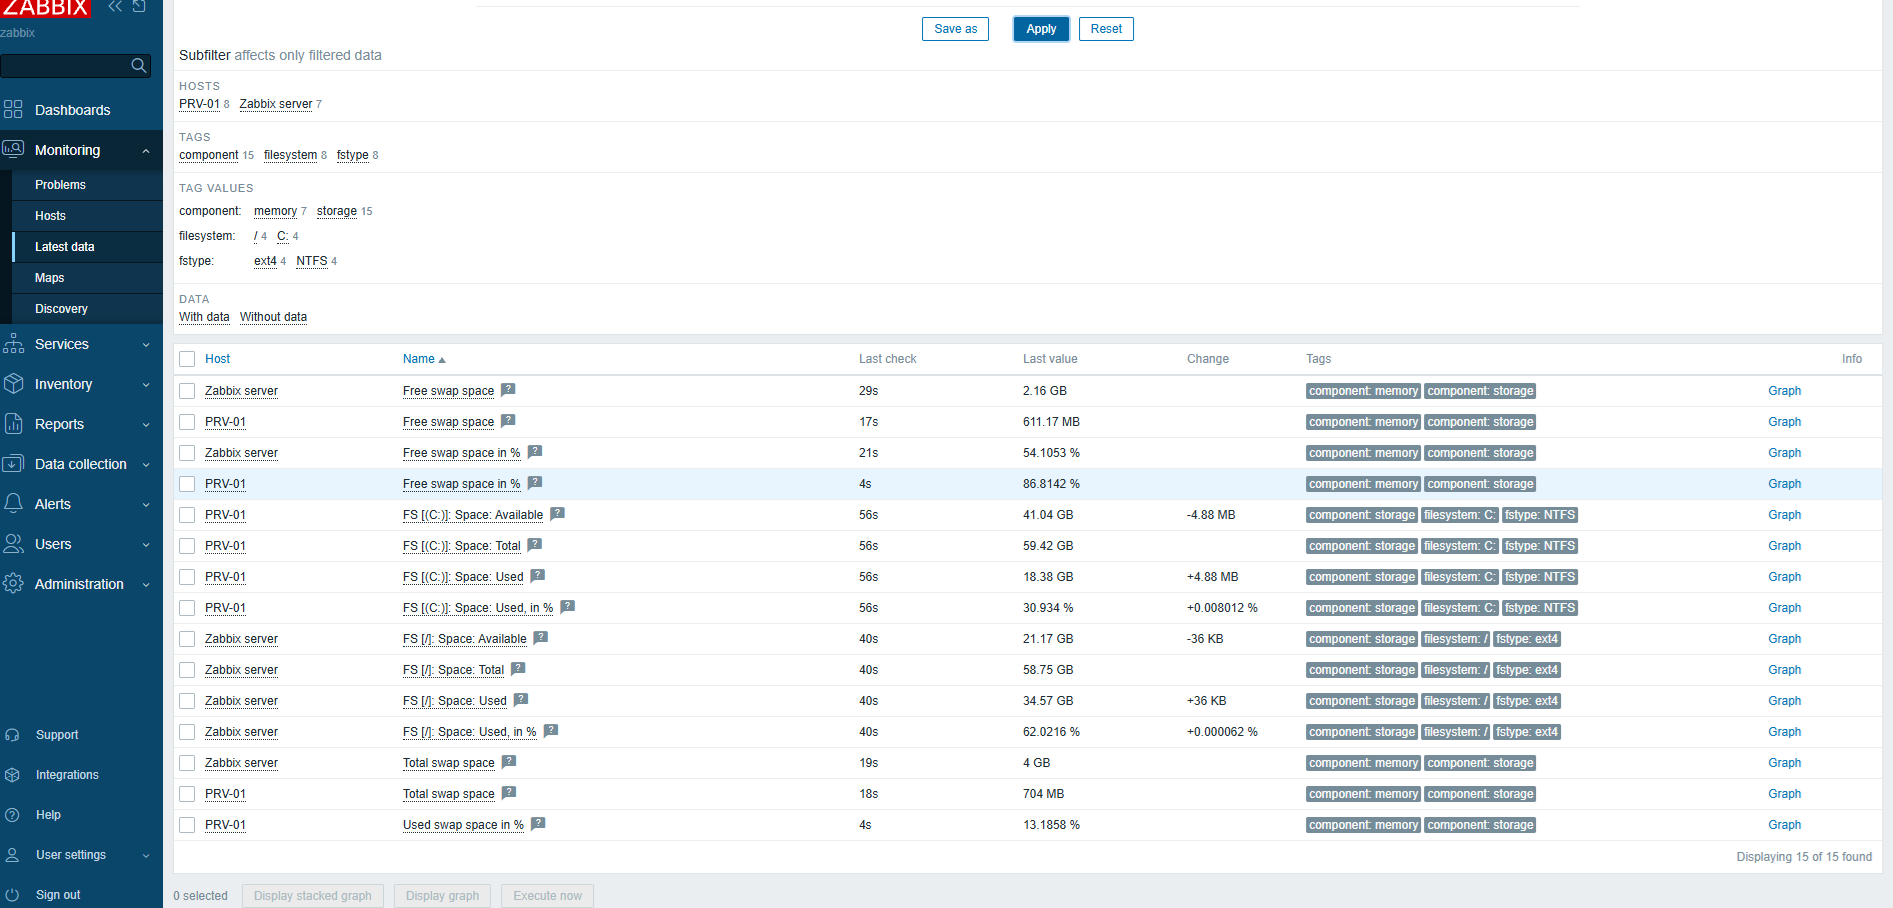 ZABBIX
zabbix
Dashboards
Monitoring
Problems
Hosts
Latest data
Maps
Discovery
Services
Inventory
Reports
Data collection
Alerts
Users
Administration
Support
Integrations
Help
User settings
Sign out
Save as Apply Reset
Subfilter affects only filtered data
HOSTS
PRV-01 8 Zabbix server 7
TAGS
component 15 filesystem 8 fstype 8
TAG VALUES
component: memory 7 storage 15
filesystem: / 4 C: 4
fstype: ext4 4 NTFS 4
DATA
With data Without data
Host Name Last check Last value Change Tags Info
Zabbix server Free swap space ? 29s 2.16 GB component: memory component: storage Graph
PRV-01 Free swap space ? 17s 611.17 MB component: memory component: storage Graph
Zabbix server Free swap space in % ? 21s 54.1053 % component: memory component: storage Graph
PRV-01 Free swap space in % ? 4s 86.8142 % component: memory component: storage Graph
PRV-01 FS [(C:)]: Space: Available ? 56s 41.04 GB -4.88 MB component: storage filesystem: C: fstype: NTFS Graph
PRV-01 FS [(C:)]: Space: Total ? 56s 59.42 GB component: storage filesystem: C: fstype: NTFS Graph
PRV-01 FS [(C:)]: Space: Used ? 56s 18.38 GB +4.88 MB component: storage filesystem: C: fstype: NTFS Graph
PRV-01 FS [(C:)]: Space: Used, in % ? 56s 30.934 % +0.008012 % component: storage filesystem: C: fstype: NTFS Graph
Zabbix server FS [/]: Space: Available ? 40s 21.17 GB -36 KB component: storage filesystem: / fstype: ext4 Graph
Zabbix server FS [/]: Space: Total ? 40s 58.75 GB component: storage filesystem: / fstype: ext4 Graph
Zabbix server FS [/]: Space: Used ? 40s 34.57 GB +36 KB component: storage filesystem: / fstype: ext4 Graph
Zabbix server FS [/]: Space: Used, in % ? 40s 62.0216 % +0.000062 % component: storage filesystem: / fstype: ext4 Graph
Zabbix server Total swap space ? 19s 4 GB component: memory component: storage Graph
PRV-01 Total swap space ? 18s 704 MB component: memory component: storage Graph
PRV-01 Used swap space in % ? 4s 13.1858 % component: memory component: storage Graph
Displaying 15 of 15 found
0 selected Display stacked graph Display graph Execute now